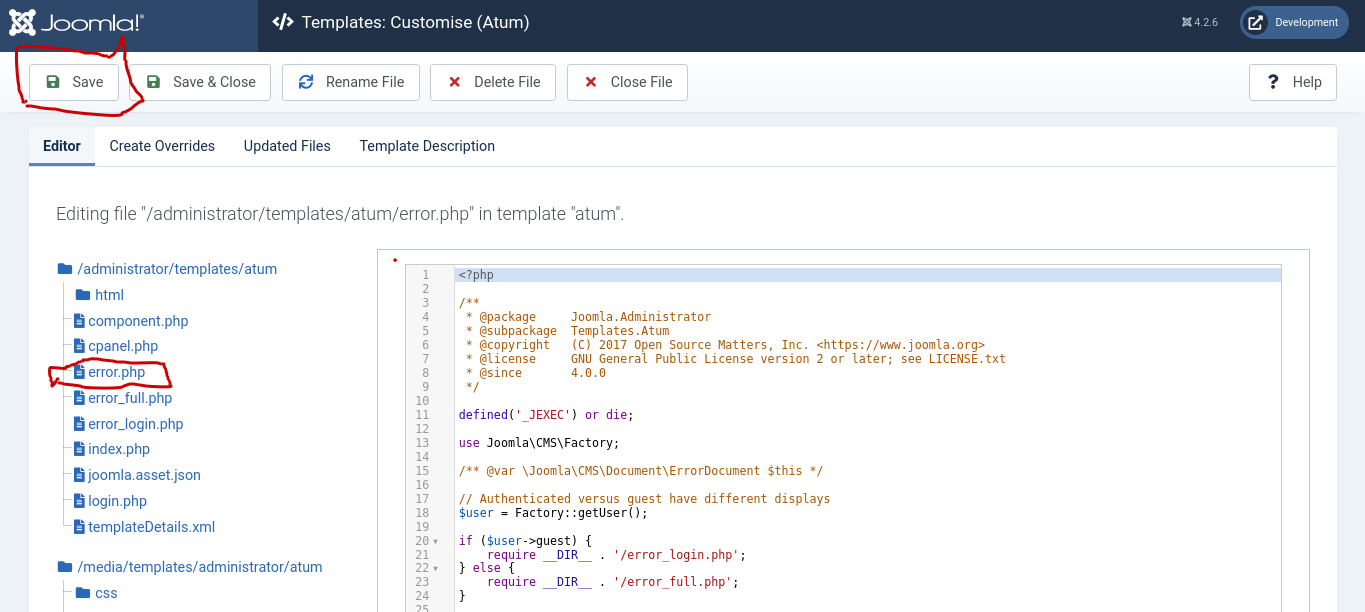 Joomla!®
Templates: Customise (Atum)
4.2.6
Development
Save
Save & Close
Rename File
Delete File
Close File
Help
Editor
Create Overrides
Updated Files
Template Description
Editing file "/administrator/templates/atum/error.php" in template "atum".
/administrator/templates/atum
html
component.php
cpanel.php
error.php
error_full.php
error_login.php
index.php
joomla.asset.json
login.php
templateDetails.xml
/media/templates/administrator/atum
css
1 <?php
2
3 /**
4  * @package     Joomla.Administrator
5  * @subpackage  Templates.Atum
6  * @copyright   (C) 2017 Open Source Matters, Inc. <https://www.joomla.org>
7  * @license     GNU General Public License version 2 or later; see LICENSE.txt
8  * @since       4.0.0
9  */
10
11 defined('_JEXEC') or die;
12
13 use Joomla\CMS\Factory;
14
15 /** @var \Joomla\CMS\Document\ErrorDocument $this */
16
17 // Authenticated versus guest have different displays
18 $user = Factory::getUser();
19
20 if ($user->guest) {
21     require __DIR__ . '/error_login.php';
22 } else {
23     require __DIR__ . '/error_full.php';
24 }
25